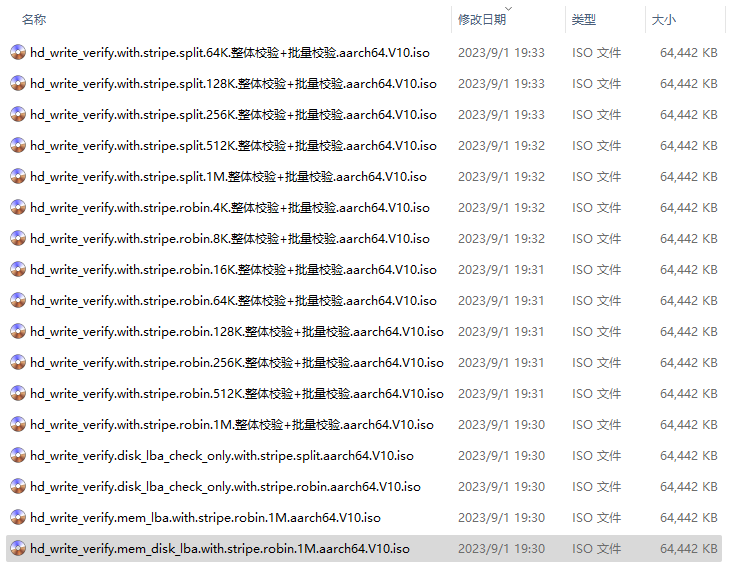 名称 修改日期 类型 大小
hd_write_verify.with.stripe.split.64K.整体校验+批量校验.aarch64.V10.iso 2023/9/1 19:33 ISO 文件 64,442 KB
hd_write_verify.with.stripe.split.128K.整体校验+批量校验.aarch64.V10.iso 2023/9/1 19:33 ISO 文件 64,442 KB
hd_write_verify.with.stripe.split.256K.整体校验+批量校验.aarch64.V10.iso 2023/9/1 19:33 ISO 文件 64,442 KB
hd_write_verify.with.stripe.split.512K.整体校验+批量校验.aarch64.V10.iso 2023/9/1 19:32 ISO 文件 64,442 KB
hd_write_verify.with.stripe.split.1M.整体校验+批量校验.aarch64.V10.iso 2023/9/1 19:32 ISO 文件 64,442 KB
hd_write_verify.with.stripe.robin.4K.整体校验+批量校验.aarch64.V10.iso 2023/9/1 19:32 ISO 文件 64,442 KB
hd_write_verify.with.stripe.robin.8K.整体校验+批量校验.aarch64.V10.iso 2023/9/1 19:32 ISO 文件 64,442 KB
hd_write_verify.with.stripe.robin.16K.整体校验+批量校验.aarch64.V10.iso 2023/9/1 19:31 ISO 文件 64,442 KB
hd_write_verify.with.stripe.robin.64K.整体校验+批量校验.aarch64.V10.iso 2023/9/1 19:31 ISO 文件 64,442 KB
hd_write_verify.with.stripe.robin.128K.整体校验+批量校验.aarch64.V10.iso 2023/9/1 19:31 ISO 文件 64,442 KB
hd_write_verify.with.stripe.robin.256K.整体校验+批量校验.aarch64.V10.iso 2023/9/1 19:31 ISO 文件 64,442 KB
hd_write_verify.with.stripe.robin.512K.整体校验+批量校验.aarch64.V10.iso 2023/9/1 19:31 ISO 文件 64,442 KB
hd_write_verify.with.stripe.robin.1M.整体校验+批量校验.aarch64.V10.iso 2023/9/1 19:30 ISO 文件 64,442 KB
hd_write_verify.disk_lba_check_only.with.stripe.split.aarch64.V10.iso 2023/9/1 19:30 ISO 文件 64,442 KB
hd_write_verify.disk_lba_check_only.with.stripe.robin.aarch64.V10.iso 2023/9/1 19:30 ISO 文件 64,442 KB
hd_write_verify.mem_lba.with.stripe.robin.1M.aarch64.V10.iso 2023/9/1 19:30 ISO 文件 64,442 KB
hd_write_verify.mem_disk_lba.with.stripe.robin.1M.aarch64.V10.iso 2023/9/1 19:30 ISO 文件 64,442 KB